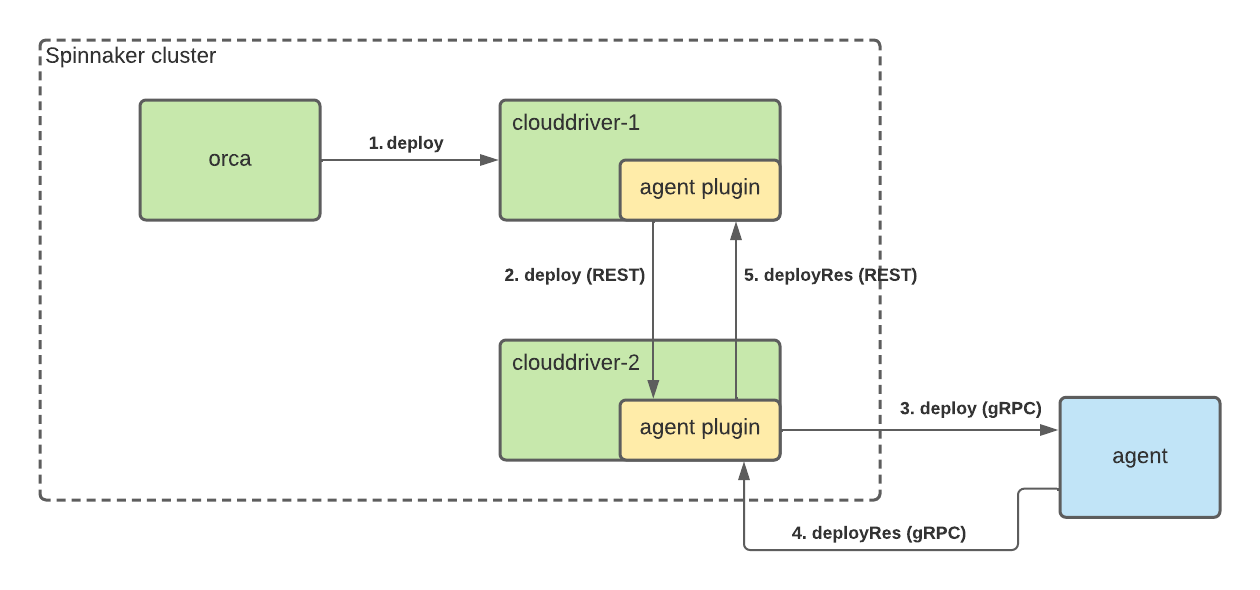 Spinnaker cluster
orca
1. deploy
clouddriver-1
agent plugin
2. deploy (REST)
5. deployRes (REST)
clouddriver-2
agent plugin
3. deploy (gRPC)
agent
4. deployRes (gRPC)